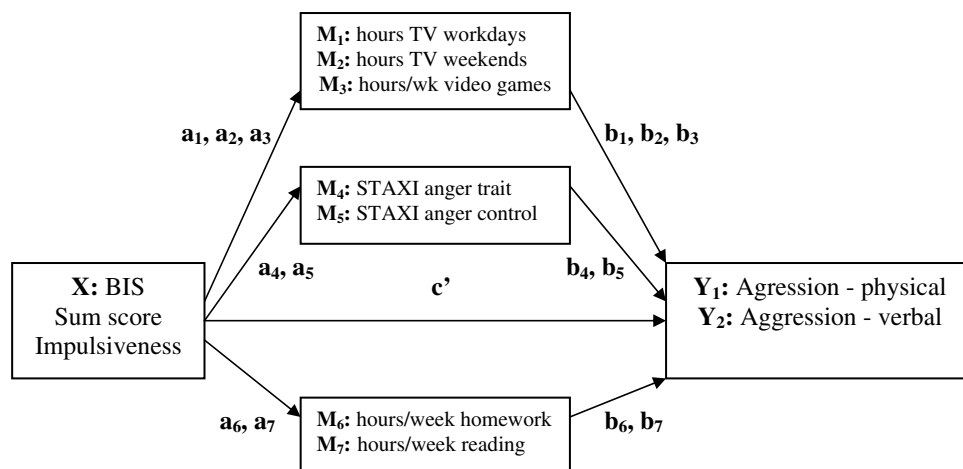 M₁: hours TV workdays
M₂: hours TV weekends
M₃: hours/wk video games
a₁, a₂, a₃
b₁, b₂, b₃
M₄: STAXI anger trait
M₅: STAXI anger control
a₄, a₅
b₄, b₅
c’
X: BIS
Sum score
Impulsiveness
Y₁: Agression - physical
Y₂: Aggression - verbal
a₆, a₇
b₆, b₇
M₆: hours/week homework
M₇: hours/week reading